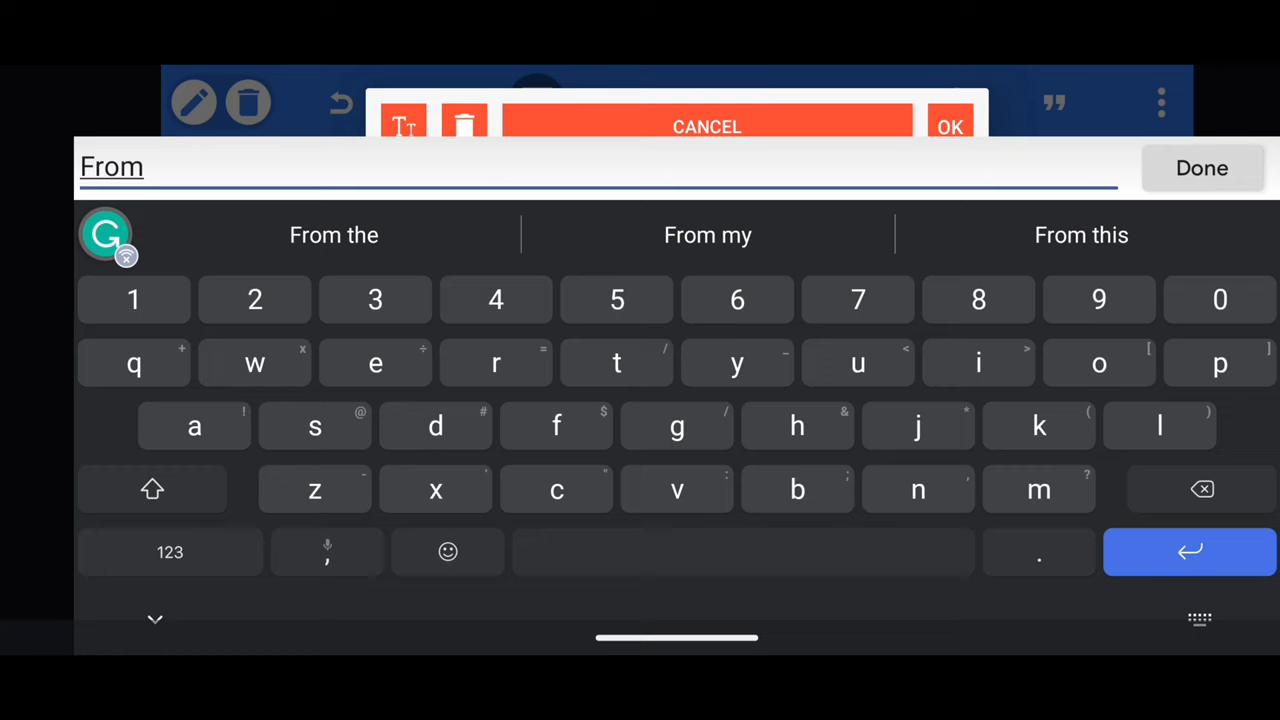 Tт CANCEL OK
From Done
From the From my From this
1 2 3 4 5 6 7 8 9 0
q + w x e ÷ r = t / y _ u < i > o [ p ]
a ! s @ d # f $ g / h & j * k ( l )
z - x ' c " v : b ; n , m ?
123 , .